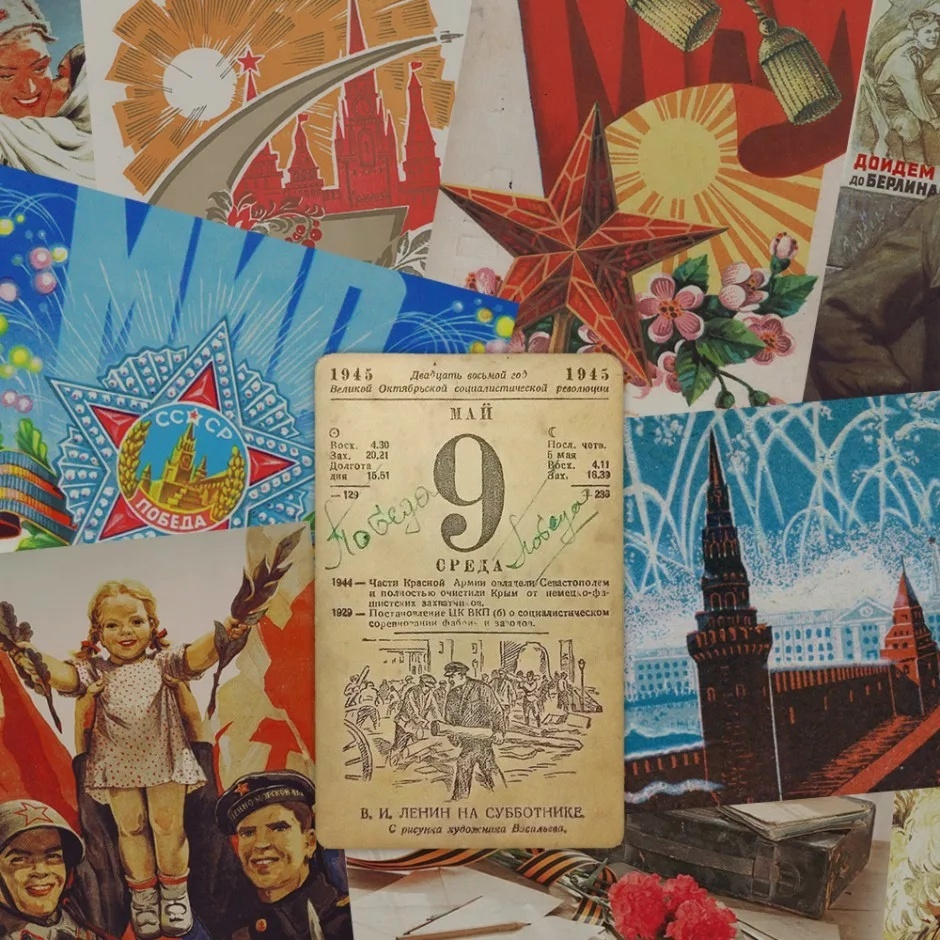 ДОЙДЕМ
ДО БЕРЛИНА
МИР
СССР
ПОБЕДА
1945 Двадцать восьмой год 1945
Великой Октябрьской социалистической революции
МАЙ
Восх. 4.30
Зах. 20.21
Долгота
дня 15.51
—129
9
Посл. четв.
5 мая
Восх. 4.11
Зах. 16.39
Победа
Победа
СРЕДА
1944 — Части Красной Армии овладели Севастополем
и полностью очистили Крым от немецко-фа-
шистских захватчиков.
1929 — Постановление ЦК ВКП (б) о социалистическом
соревновании фабрик и заводов.
В. И. ЛЕНИН НА СУББОТНИКЕ.
С рисунка художника Васильева.